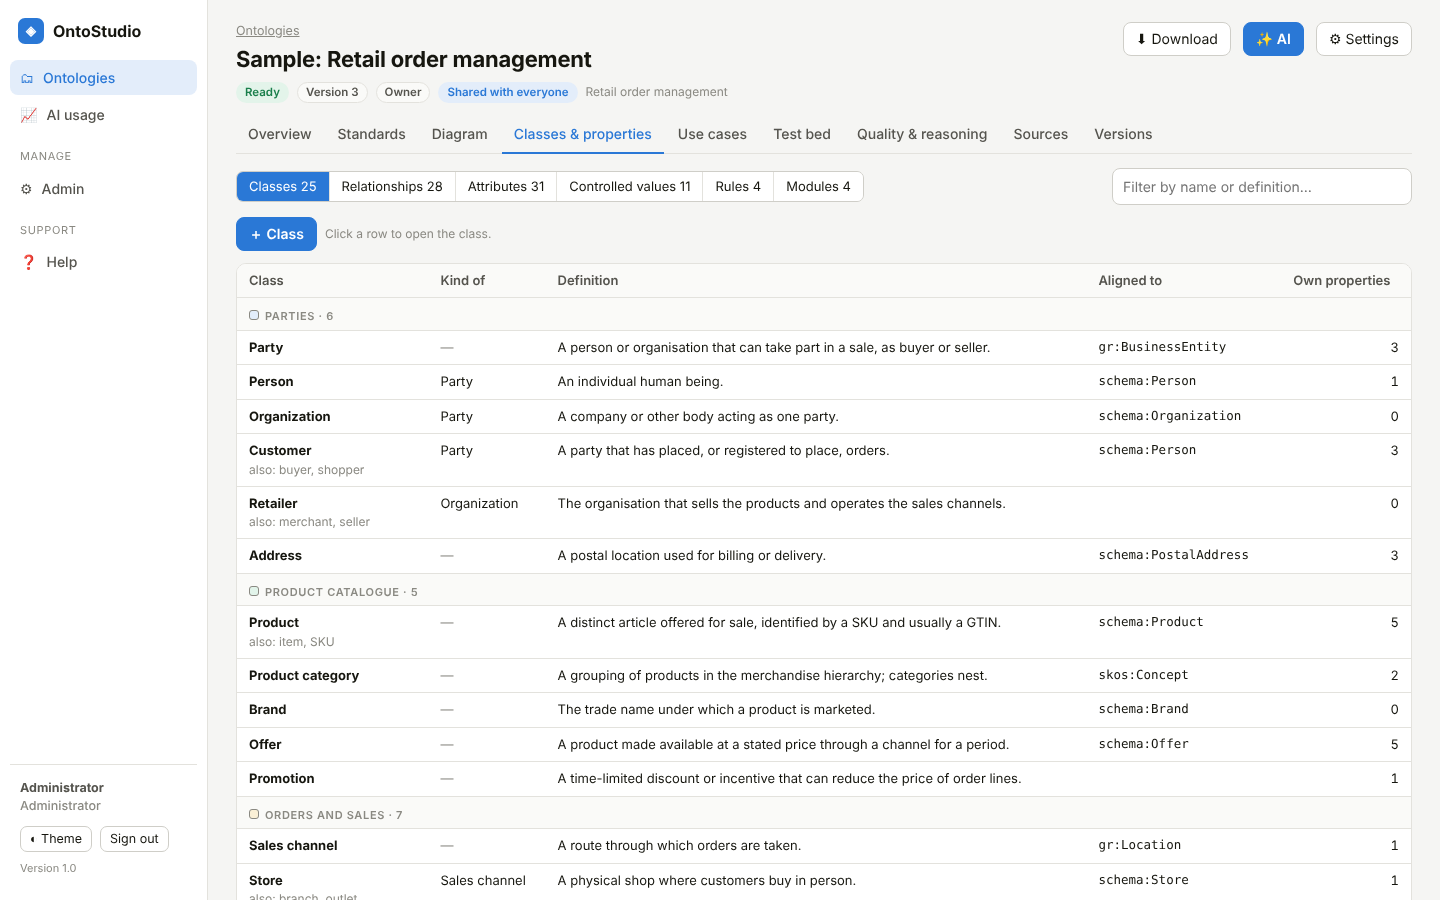 OntoStudio
Ontologies
AI usage
MANAGE
Admin
SUPPORT
Help
Administrator
Administrator
Theme
Sign out
Version 1.0
Ontologies
Sample: Retail order management
Download
AI
Settings
Ready
Version 3
Owner
Shared with everyone
Retail order management
Overview Standards Diagram Classes & properties Use cases Test bed Quality & reasoning Sources Versions
Classes 25 Relationships 28 Attributes 31 Controlled values 11 Rules 4 Modules 4
Filter by name or definition...
+ Class
Click a row to open the class.
Class Kind of Definition Aligned to Own properties
PARTIES · 6
Party — A person or organisation that can take part in a sale, as buyer or seller. gr:BusinessEntity 3
Person Party An individual human being. schema:Person 1
Organization Party A company or other body acting as one party. schema:Organization 0
Customer Party A party that has placed, or registered to place, orders. schema:Person 3
also: buyer, shopper
Retailer Organization The organisation that sells the products and operates the sales channels. 0
also: merchant, seller
Address — A postal location used for billing or delivery. schema:PostalAddress 3
PRODUCT CATALOGUE · 5
Product — A distinct article offered for sale, identified by a SKU and usually a GTIN. schema:Product 5
also: item, SKU
Product category — A grouping of products in the merchandise hierarchy; categories nest. skos:Concept 2
Brand — The trade name under which a product is marketed. schema:Brand 0
Offer — A product made available at a stated price through a channel for a period. schema:Offer 5
Promotion — A time-limited discount or incentive that can reduce the price of order lines. 1
ORDERS AND SALES · 7
Sales channel — A route through which orders are taken. gr:Location 1
Store Sales channel A physical shop where customers buy in person. schema:Store 1
also: branch, outlet